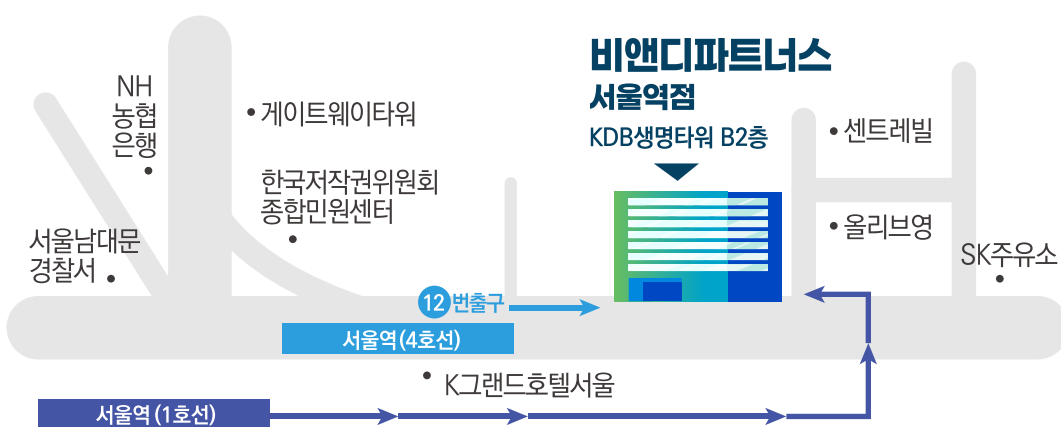 비앤디파트너스
서울역점
KDB생명타워 B2층
NH
농협
은행
게이트웨이타워
한국저작권위원회
종합민원센터
서울남대문
경찰서
센트레빌
올리브영
SK주유소
12 번출구
서울역(4호선)
K그랜드호텔서울
서울역 (1호선)